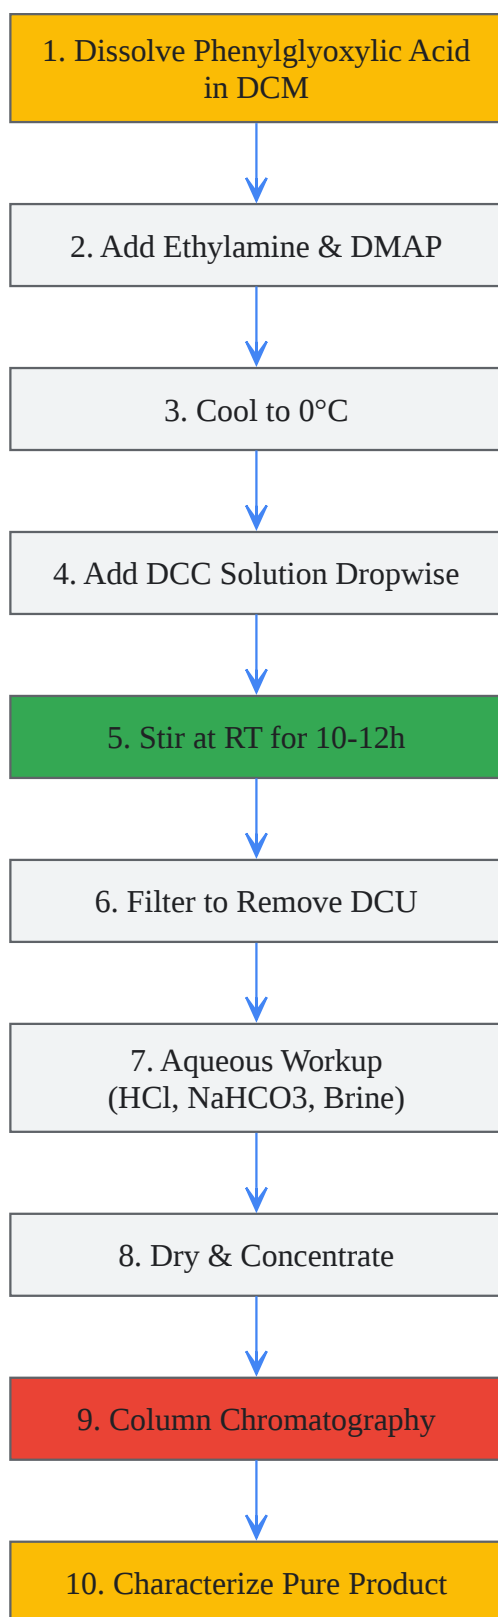 1. Dissolve Phenylglyoxylic Acid
in DCM
2. Add Ethylamine & DMAP
3. Cool to 0°C
4. Add DCC Solution Dropwise
5. Stir at RT for 10-12h
6. Filter to Remove DCU
7. Aqueous Workup
(HCl, NaHCO3, Brine)
8. Dry & Concentrate
9. Column Chromatography
10. Characterize Pure Product